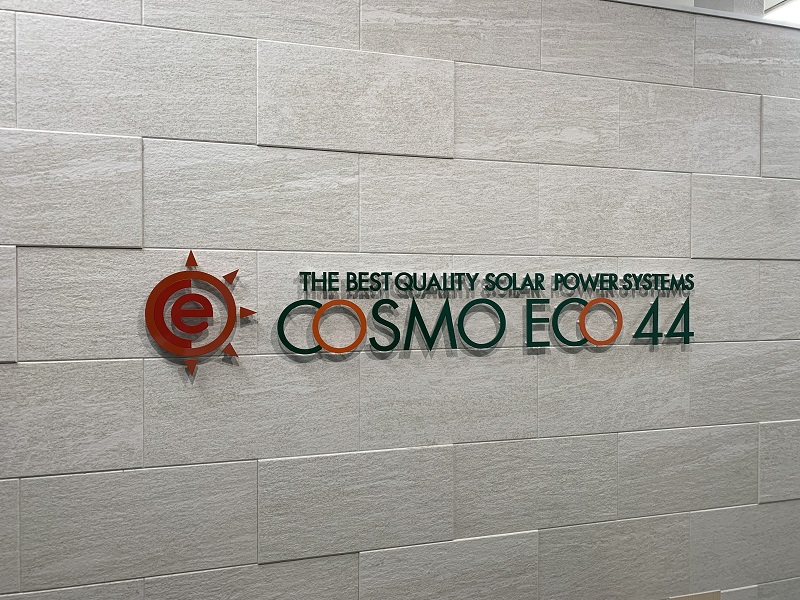 THE BEST QUALITY SOLAR POWER SYSTEMS
e COSMO ECO 44